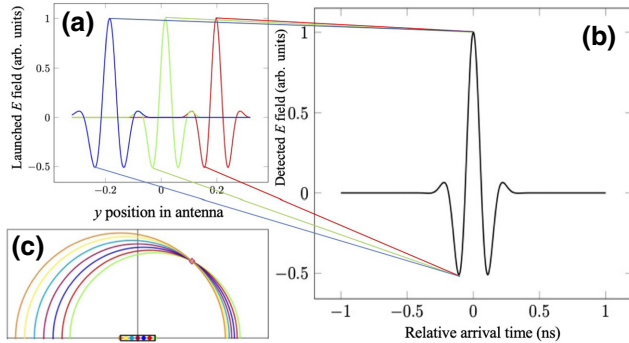 (a)
Launched E field (arb. units)
1
0.5
0
−0.5
−0.2
0
0.2
y position in antenna
(b)
Detected E field (arb. units)
1
0.5
0
−0.5
−1
−0.5
0
0.5
1
Relative arrival time (ns)
(c)